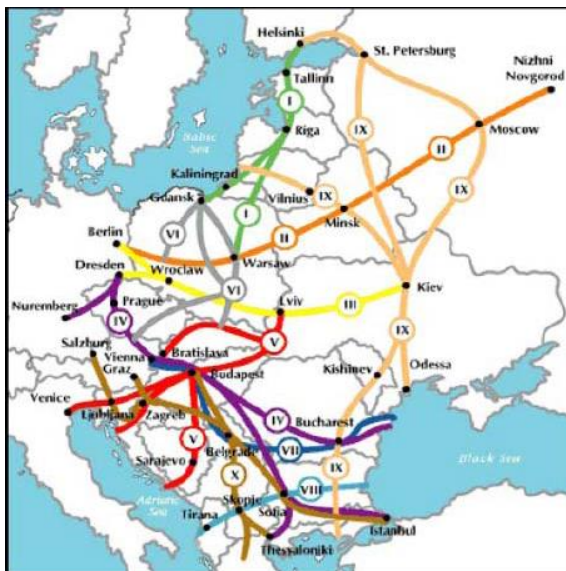 Helsinki
St. Petersburg
Nizhni
Novgorod
Tallinn
I
IX
Moscow
Riga
II
Baltic
Sea
Kaliningrad
Vilnius
IX
IX
Gdansk
I
Minsk
VI
II
Berlin
Warsaw
Dresden
Wroclaw
VI
Lviv
III
Kiev
Nuremberg
Prague
IV
V
IX
Salzburg
Vienna
Bratislava
Graz
Budapest
Kishinev
Odessa
Venice
Ljubljana
Zagreb
IV
Bucharest
V
Belgrade
VII
Sarajevo
X
IX
Black Sea
Adriatic
Sea
Skopje
VIII
Tirana
Sofia
Istanbul
Thessaloniki